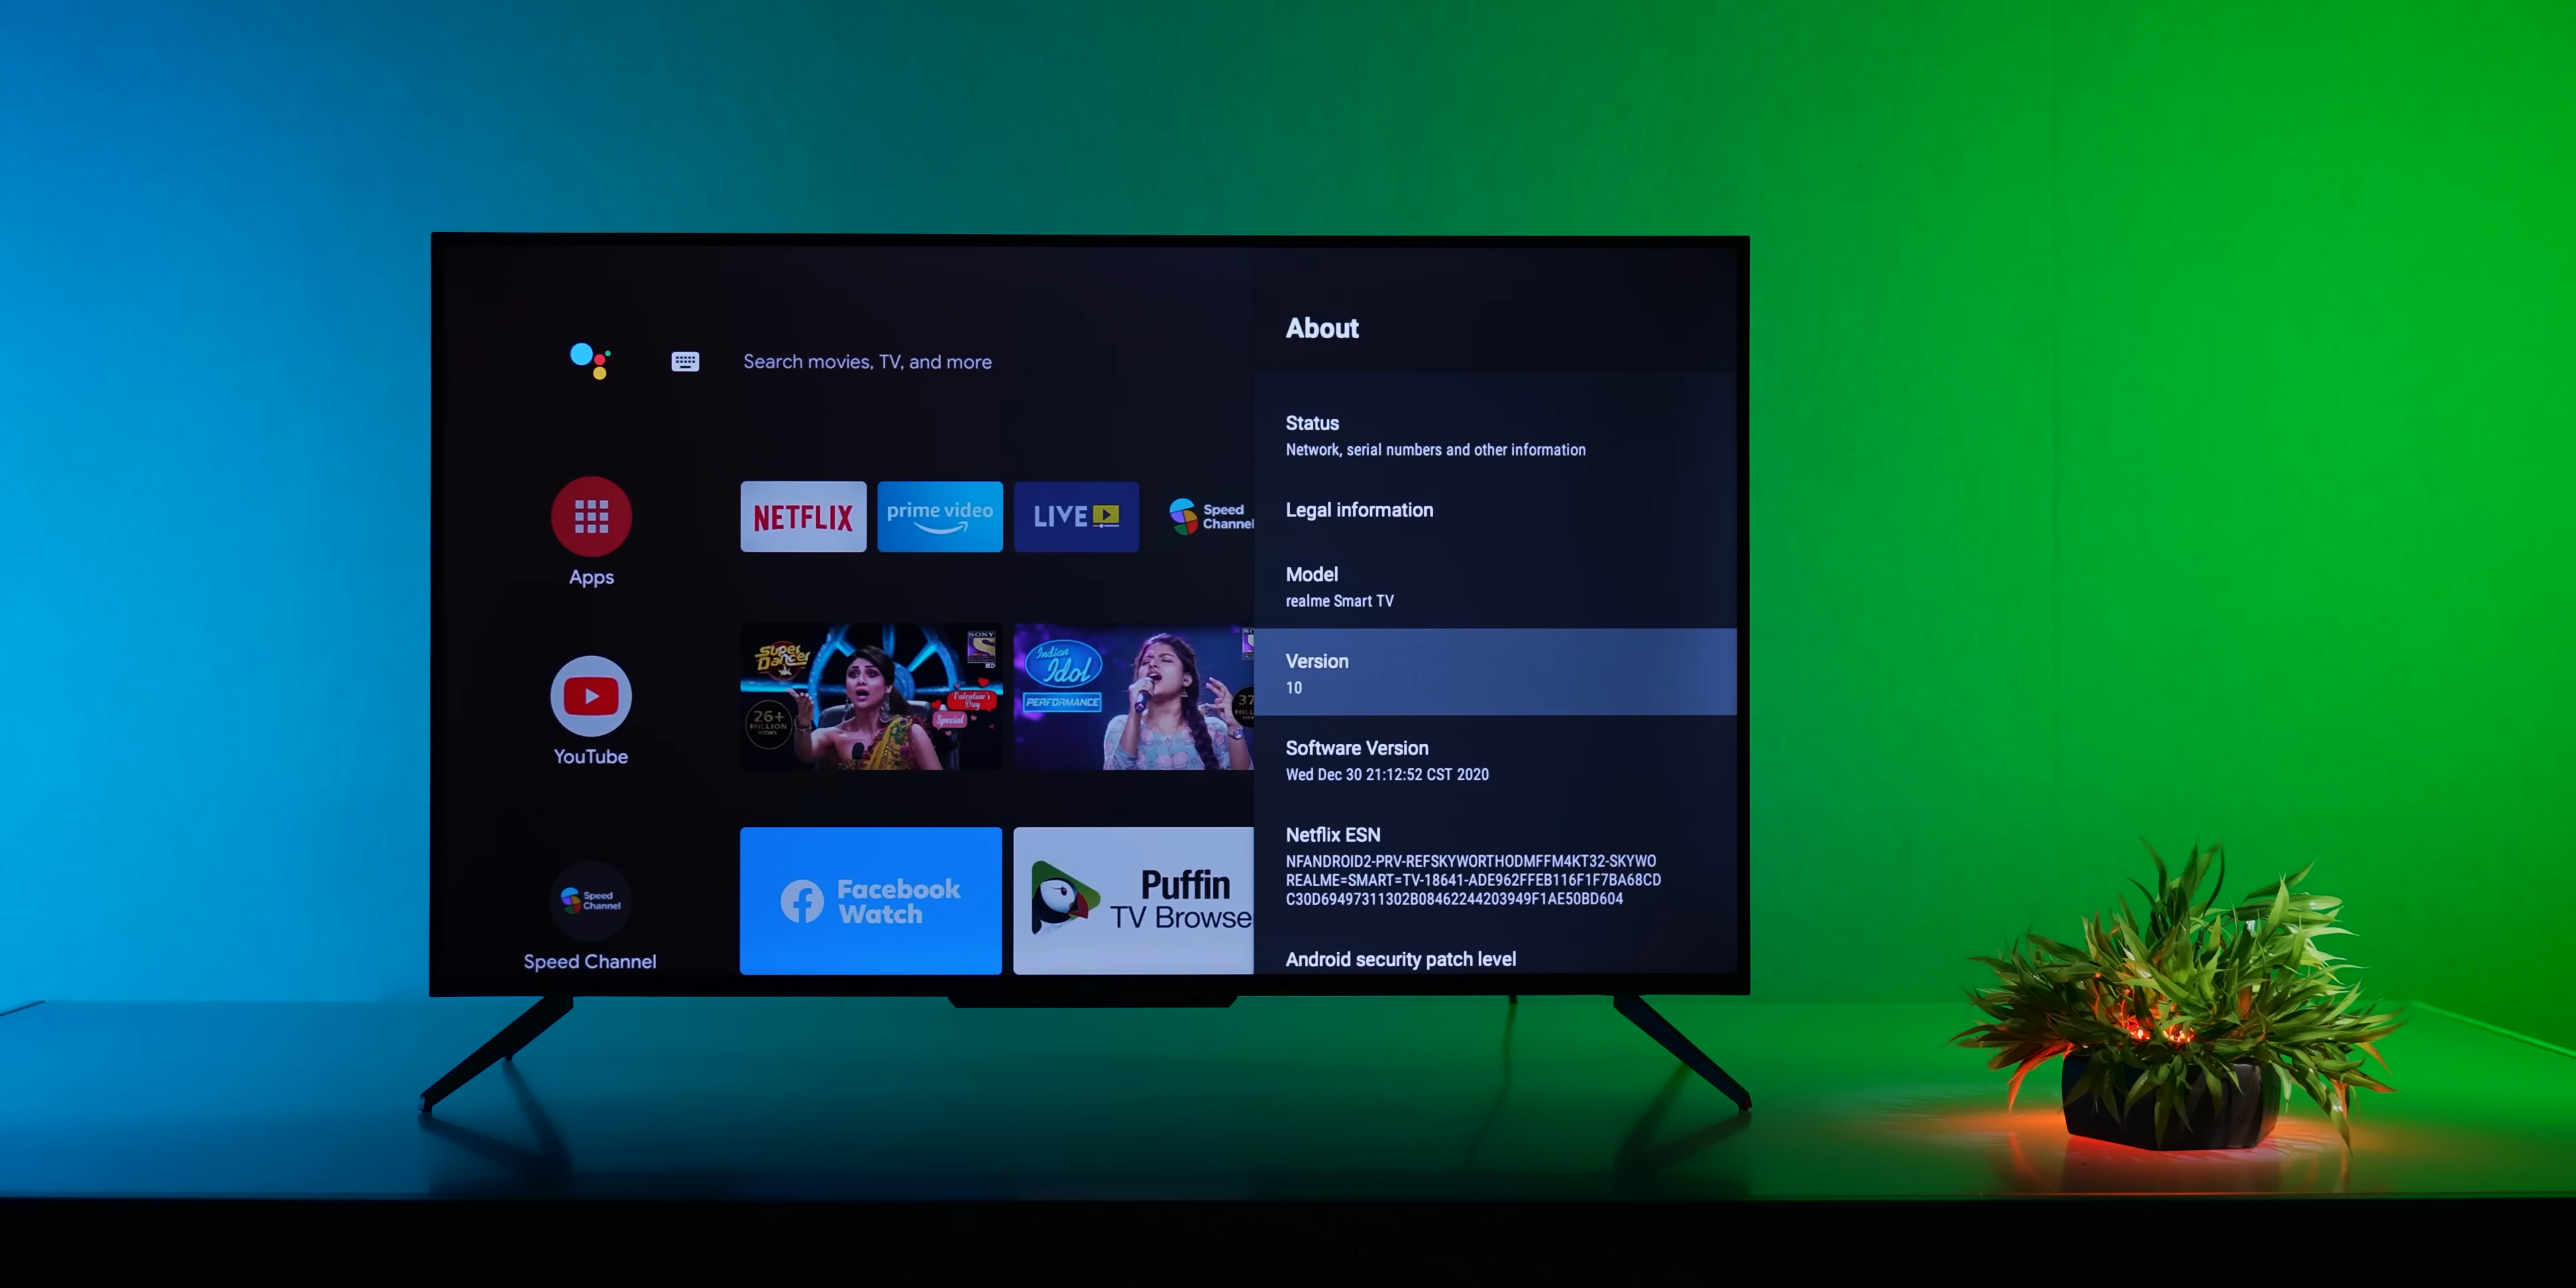 Search movies, TV, and more
Apps
NETFLIX
prime video
LIVE
Speed
Channel
YouTube
Super
Dancer
SONY
HD
26+
MILLION
VIEWS
Valentine's
Day
Special
Indian
Idol
PERFORMANCE
37
Speed
Channel
Speed Channel
Facebook
Watch
Puffin
TV Browse
About
Status
Network, serial numbers and other information
Legal information
Model
realme Smart TV
Version
10
Software Version
Wed Dec 30 21:12:52 CST 2020
Netflix ESN
NFANDROID2-PRV-REFSKYWORTHODMFFM4KT32-SKYWO
REALME=SMART=TV-18641-ADE962FFEB116F1F7BA68CD
C30D69497311302B08462244203949F1AE50BD604
Android security patch level